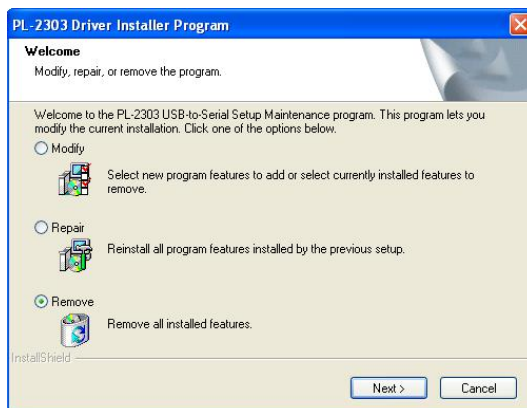 PL-2303 Driver Installer Program
Welcome
Modify, repair, or remove the program.
Welcome to the PL-2303 USB-to-Serial Setup Maintenance program. This program lets you
modify the current installation. Click one of the options below.
Modify
Select new program features to add or select currently installed features to
remove.
Repair
Reinstall all program features installed by the previous setup.
Remove
Remove all installed features.
InstallShield
Next >
Cancel